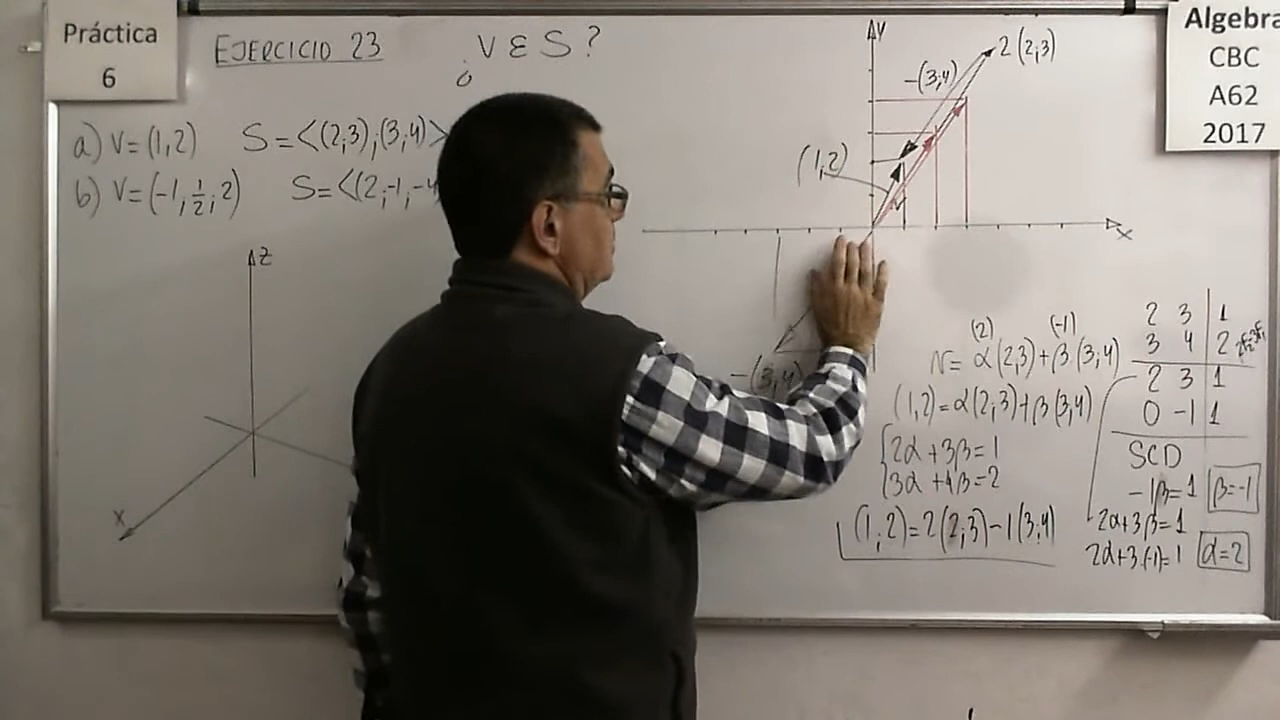 Práctica
6
EJERCICIO 23
¿V ∈ S?
Algebra
CBC
A62
2017
a) V=(1,2) S=<(2;3);(3;4)>
b) V=(-1,1/2,2) S=<(2;-1,-4
z
x
y
2(2;3)
-(3;4)
(1,2)
x
-(3,4)
(2) (-1)
N= α(2;3)+β(3;4)
(1,2)=α(2;3)+β(3;4)
2α+3β=1
3α+4β=2
(1,2)=2(2;3)-1(3;4)
2 3 | 1
3 4 | 2
2 3 | 1
0 -1 | 1
SCD
-1β=1 β=-1
2α+3β=1
2α+3.(-1)=1 α=2